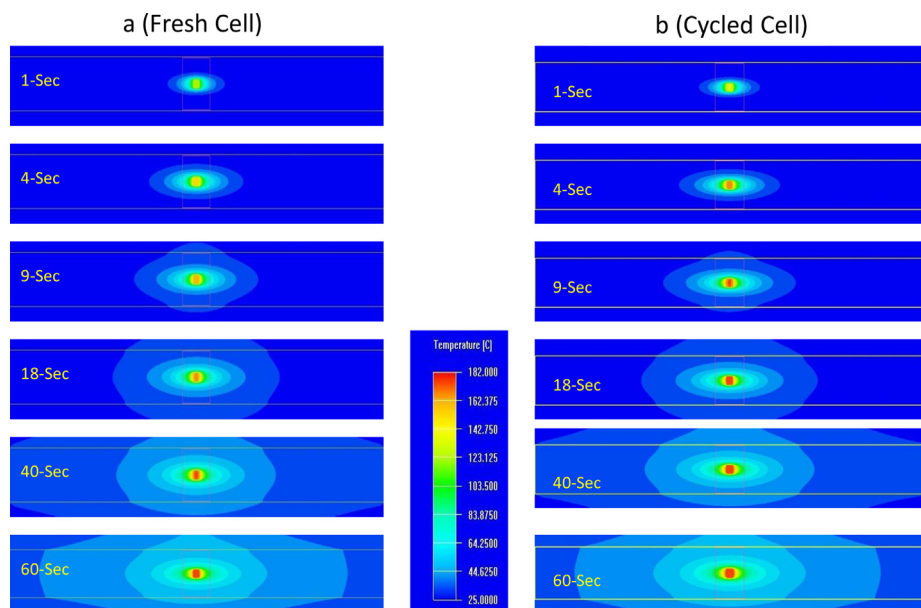 a (Fresh Cell)
b (Cycled Cell)
1-Sec
1-Sec
4-Sec
4-Sec
9-Sec
9-Sec
18-Sec
18-Sec
40-Sec
40-Sec
60-Sec
60-Sec
Temperature [C]
182.000
162.375
142.750
123.125
103.500
83.8750
64.2500
44.6250
25.0000